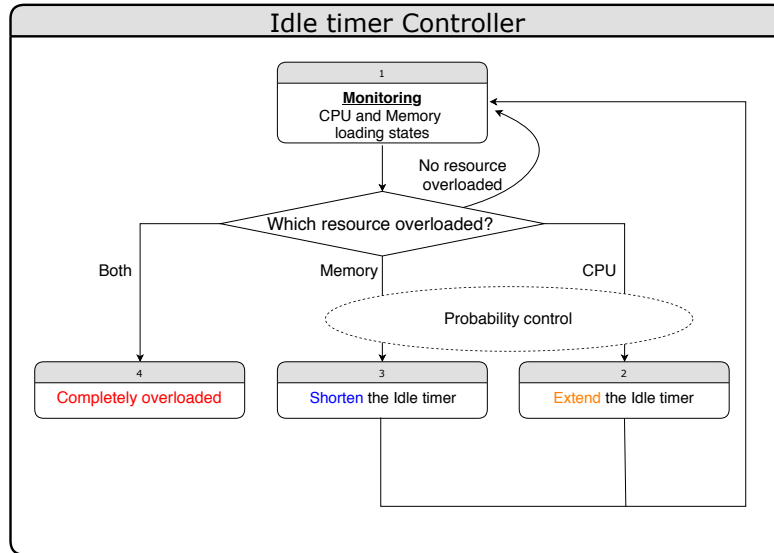 Idle timer Controller
1
Monitoring
CPU and Memory
loading states
No resource
overloaded
Which resource overloaded?
Both
Memory
CPU
Probability control
4
Completely overloaded
3
Shorten the Idle timer
2
Extend the Idle timer